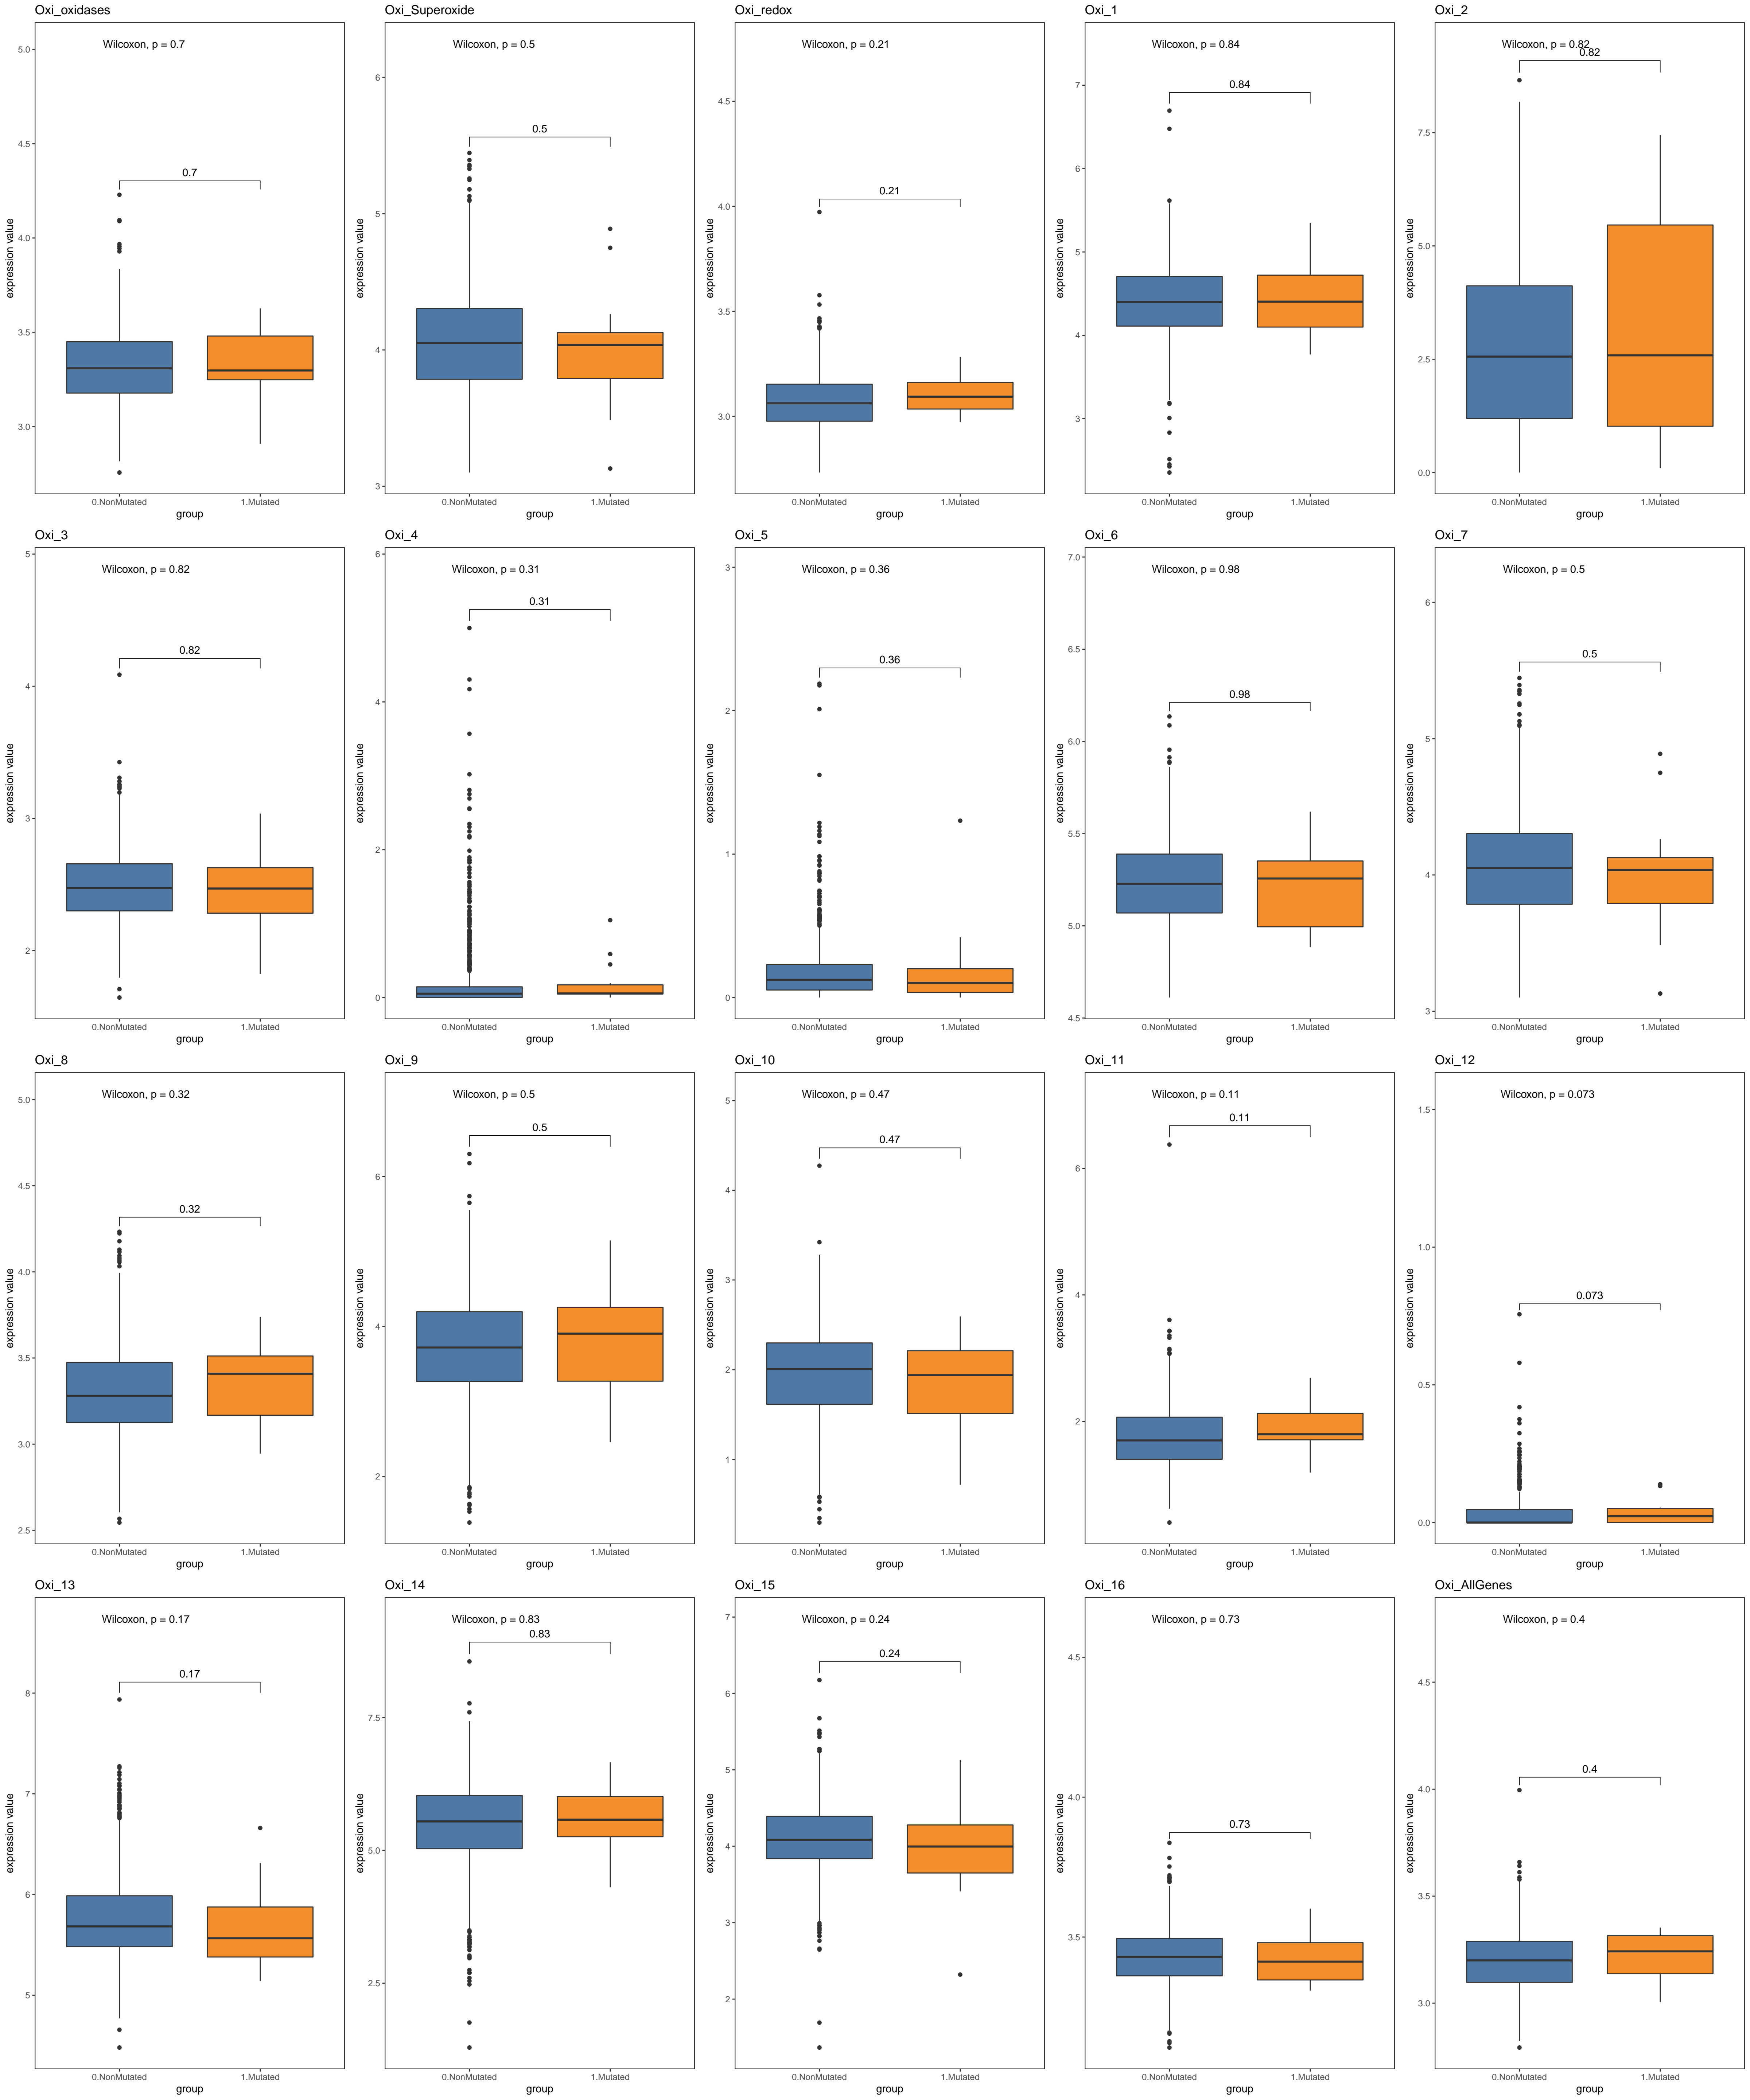 Oxi_oxidases
Wilcoxon, p = 0.7
0.7
5.0
4.5
4.0
3.5
3.0
expression value
0.NonMutated
1.Mutated
group
Oxi_Superoxide
Wilcoxon, p = 0.5
0.5
6
5
4
3
expression value
0.NonMutated
1.Mutated
group
Oxi_redox
Wilcoxon, p = 0.21
0.21
4.5
4.0
3.5
3.0
expression value
0.NonMutated
1.Mutated
group
Oxi_1
Wilcoxon, p = 0.84
0.84
7
6
5
4
3
expression value
0.NonMutated
1.Mutated
group
Oxi_2
Wilcoxon, p = 0.82
0.82
7.5
5.0
2.5
0.0
expression value
0.NonMutated
1.Mutated
group
Oxi_3
Wilcoxon, p = 0.82
0.82
5
4
3
2
expression value
0.NonMutated
1.Mutated
group
Oxi_4
Wilcoxon, p = 0.31
0.31
6
4
2
0
expression value
0.NonMutated
1.Mutated
group
Oxi_5
Wilcoxon, p = 0.36
0.36
3
2
1
0
expression value
0.NonMutated
1.Mutated
group
Oxi_6
Wilcoxon, p = 0.98
0.98
7.0
6.5
6.0
5.5
5.0
4.5
expression value
0.NonMutated
1.Mutated
group
Oxi_7
Wilcoxon, p = 0.5
0.5
6
5
4
3
expression value
0.NonMutated
1.Mutated
group
Oxi_8
Wilcoxon, p = 0.32
0.32
5.0
4.5
4.0
3.5
3.0
2.5
expression value
0.NonMutated
1.Mutated
group
Oxi_9
Wilcoxon, p = 0.5
0.5
6
4
2
expression value
0.NonMutated
1.Mutated
group
Oxi_10
Wilcoxon, p = 0.47
0.47
5
4
3
2
1
expression value
0.NonMutated
1.Mutated
group
Oxi_11
Wilcoxon, p = 0.11
0.11
6
4
2
expression value
0.NonMutated
1.Mutated
group
Oxi_12
Wilcoxon, p = 0.073
0.073
1.5
1.0
0.5
0.0
expression value
0.NonMutated
1.Mutated
group
Oxi_13
Wilcoxon, p = 0.17
0.17
8
7
6
5
expression value
0.NonMutated
1.Mutated
group
Oxi_14
Wilcoxon, p = 0.83
0.83
7.5
5.0
2.5
expression value
0.NonMutated
1.Mutated
group
Oxi_15
Wilcoxon, p = 0.24
0.24
7
6
5
4
3
2
expression value
0.NonMutated
1.Mutated
group
Oxi_16
Wilcoxon, p = 0.73
0.73
4.5
4.0
3.5
expression value
0.NonMutated
1.Mutated
group
Oxi_AllGenes
Wilcoxon, p = 0.4
0.4
4.5
4.0
3.5
3.0
expression value
0.NonMutated
1.Mutated
group